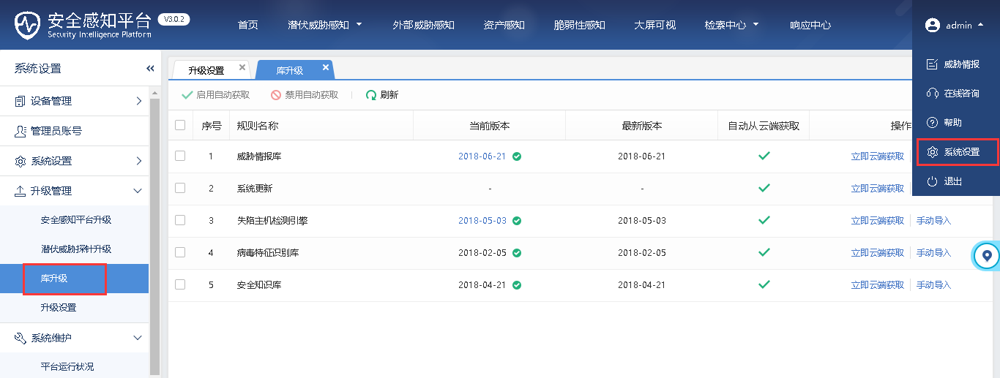 安全感知平台 V3.0.2
Security Intelligence Platform
首页 潜伏威胁感知 外部威胁感知 资产感知 脆弱性感知 大屏可视 检索中心 响应中心
admin
威胁情报
在线咨询
帮助
系统设置
退出
系统设置
设备管理
管理员账号
系统设置
升级管理
安全感知平台升级
潜伏威胁探针升级
库升级
升级设置
系统维护
平台运行状况
升级设置 库升级
启用自动获取 禁用自动获取 刷新
序号 规则名称 当前版本 最新版本 自动从云端获取 操作
1 威胁情报库 2018-06-21 2018-06-21 立即云端获取
2 系统更新 - - 立即云端获取
3 失陷主机检测引擎 2018-05-03 2018-05-03 立即云端获取 手动导入
4 病毒特征识别库 2018-02-05 2018-02-05 立即云端获取 手动导入
5 安全知识库 2018-04-21 2018-04-21 立即云端获取 手动导入